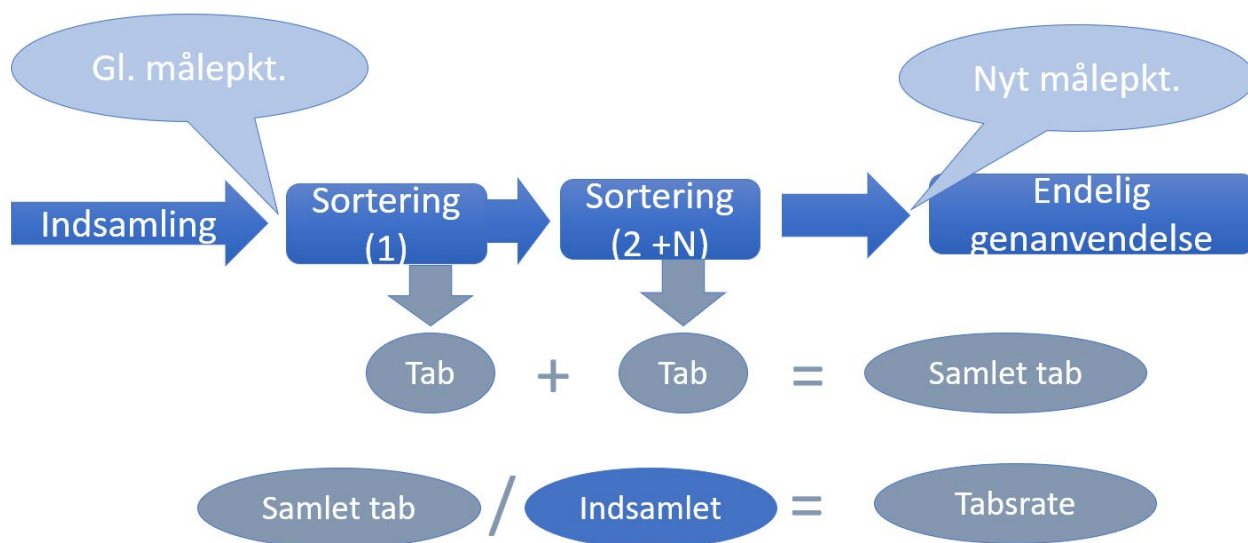 Gl. målepkt.
Nyt målepkt.
Indsamling
Sortering
(1)
Sortering
(2 +N)
Endelig
genanvendelse
Tab + Tab = Samlet tab
Samlet tab / Indsamlet = Tabsrate